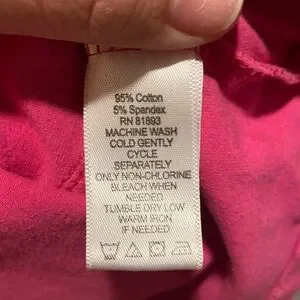 95% Cotton
5% Spandex
RN 81893
MACHINE WASH
COLD GENTLY
CYCLE
SEPARATELY
ONLY NON-CHLORINE
BLEACH WHEN IF
NEEDED
TUMBLE DRY LOW
WARM IRON
IF NEEDED